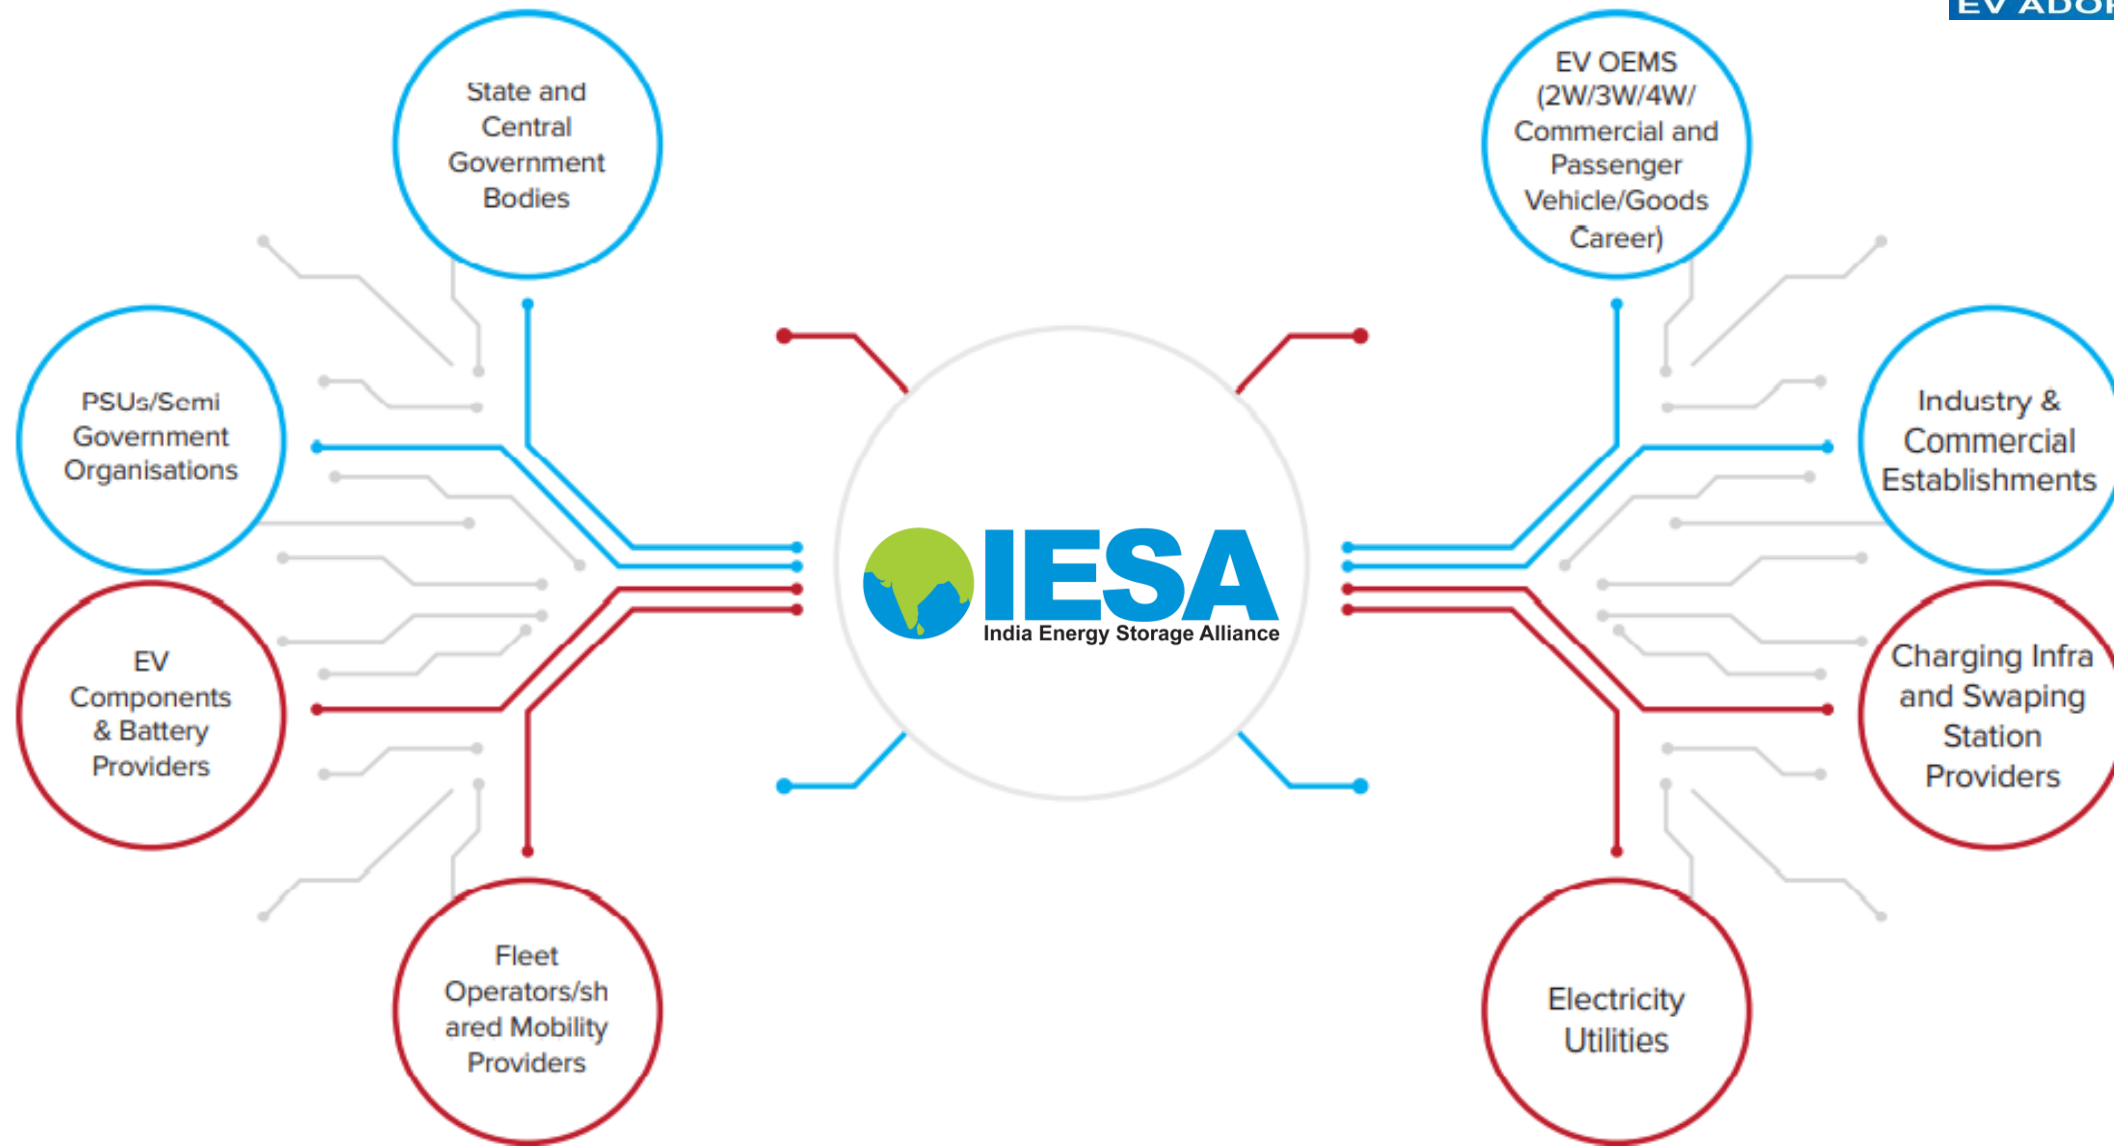 EV ADOP
State and
Central
Government
Bodies
EV OEMS
(2W/3W/4W/
Commercial and
Passenger
Vehicle/Goods
Career)
PSUs/Semi
Government
Organisations
Industry &
Commercial
Establishments
IESA
India Energy Storage Alliance
EV
Components
& Battery
Providers
Charging Infra
and Swaping
Station
Providers
Fleet
Operators/sh
ared Mobility
Providers
Electricity
Utilities